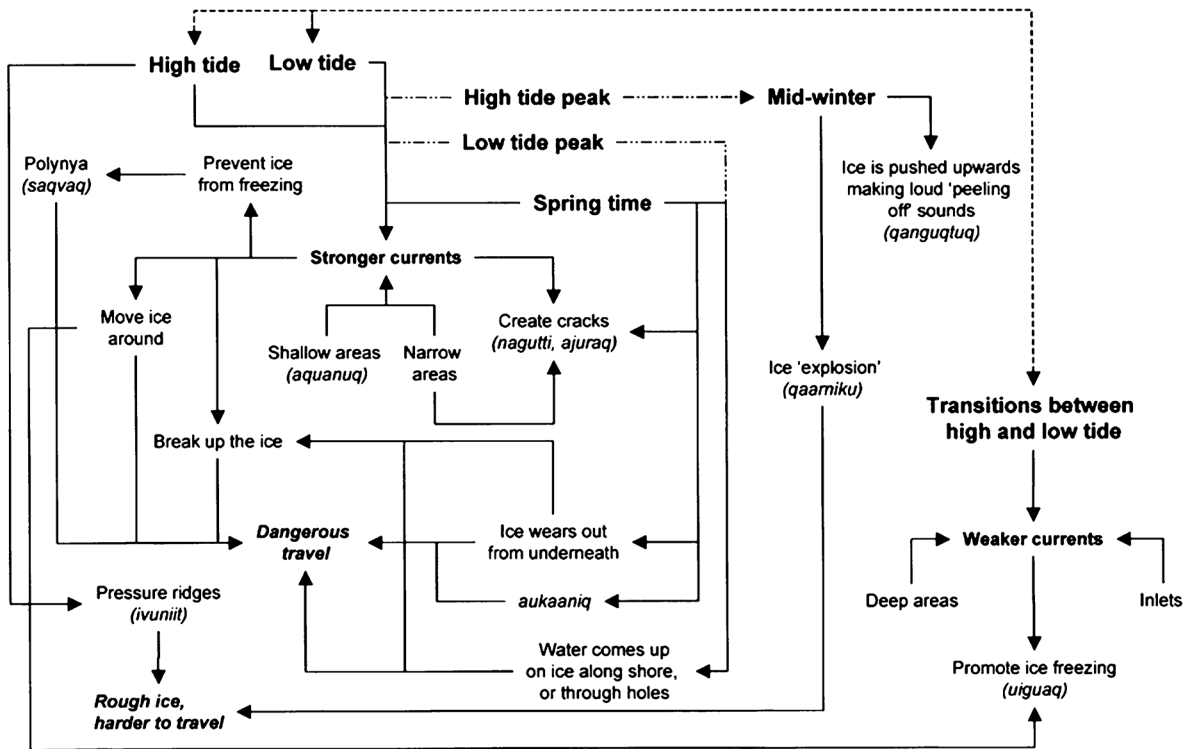 High tide
Low tide
High tide peak
Mid-winter
Low tide peak
Polynya
(saqvaq)
Prevent ice
from freezing
Ice is pushed upwards
making loud 'peeling
off' sounds
(qanguqtuq)
Spring time
Stronger currents
Move ice
around
Shallow areas
(aquanuq)
Narrow
areas
Create cracks
(nagutti, ajuraq)
Ice 'explosion'
(qaarniku)
Transitions between
high and low tide
Break up the ice
Dangerous
travel
Ice wears out
from underneath
Weaker currents
Pressure ridges
(ivuniit)
aukaaniq
Deep areas
Inlets
Water comes up
on ice along shore,
or through holes
Promote ice freezing
(uiguaq)
Rough ice,
harder to travel